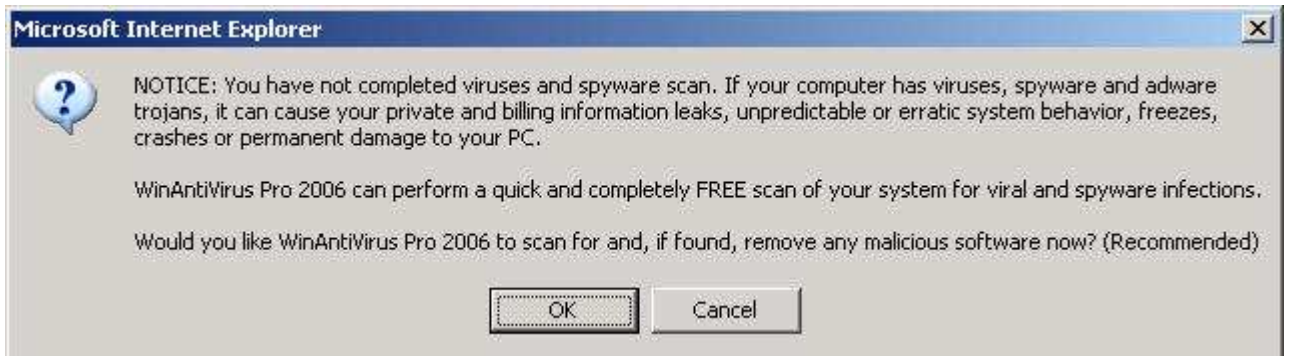 Microsoft Internet Explorer
NOTICE: You have not completed viruses and spyware scan. If your computer has viruses, spyware and adware
trojans, it can cause your private and billing information leaks, unpredictable or erratic system behavior, freezes,
crashes or permanent damage to your PC.
WinAntiVirus Pro 2006 can perform a quick and completely FREE scan of your system for viral and spyware infections.
Would you like WinAntiVirus Pro 2006 to scan for and, if found, remove any malicious software now? (Recommended)
OK
Cancel